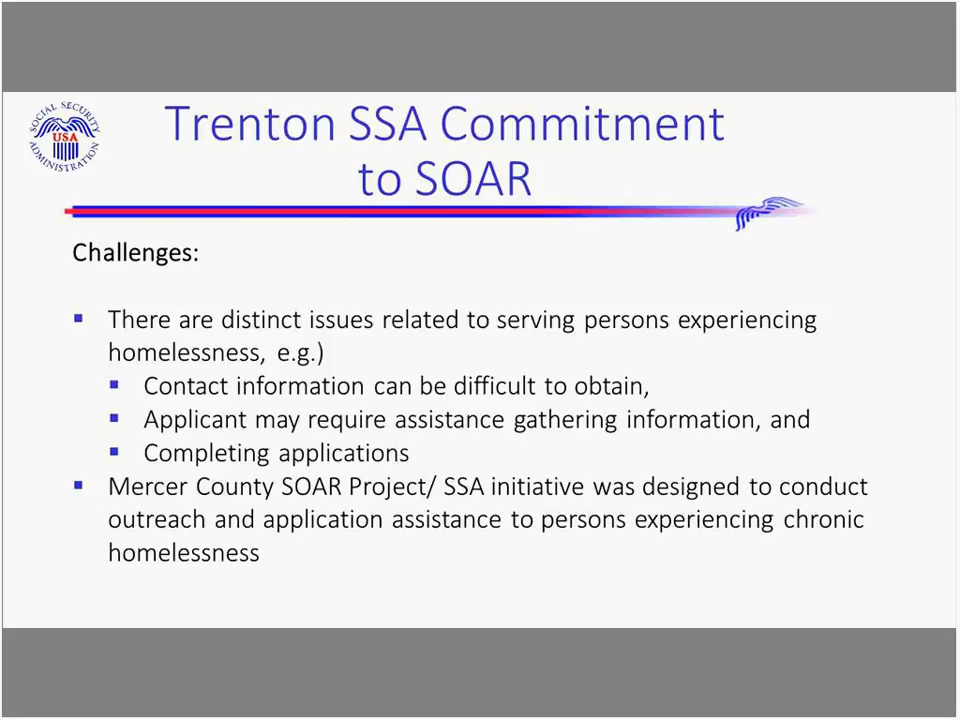 SOCIAL SECURITY
USA
ADMINISTRATION
Trenton SSA Commitment
to SOAR
Challenges:
▪ There are distinct issues related to serving persons experiencing
homelessness, e.g.)
▪ Contact information can be difficult to obtain,
▪ Applicant may require assistance gathering information, and
▪ Completing applications
▪ Mercer County SOAR Project/ SSA initiative was designed to conduct
outreach and application assistance to persons experiencing chronic
homelessness